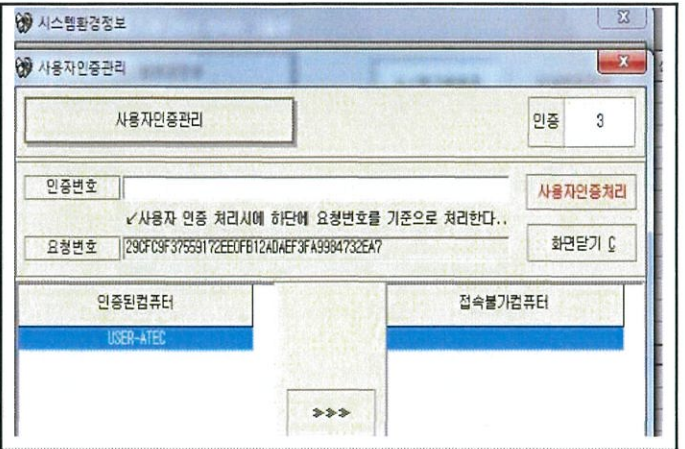 시스템환경정보
사용자인증관리
사용자인증관리
인증 3
인증번호
사용자인증처리
↙사용자 인증 처리시에 하단에 요청번호를 기준으로 처리한다..
요청번호
화면닫기 C
인증된컴퓨터
접속불가컴퓨터
USER-ATEC
>>>